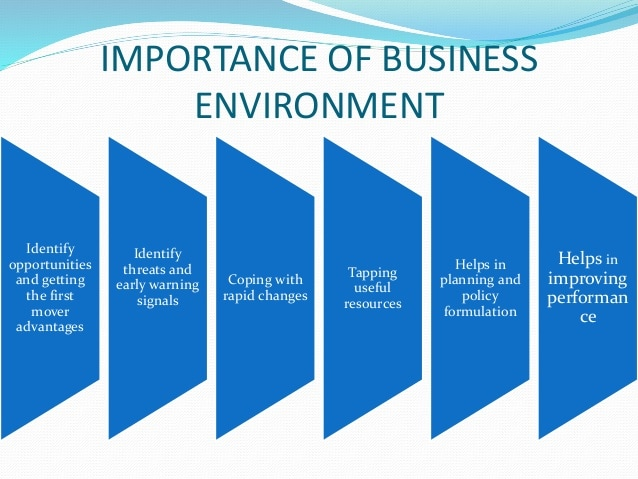 IMPORTANCE OF BUSINESS
ENVIRONMENT
Identify
opportunities
and getting
the first
mover
advantages
Identify
threats and
early warning
signals
Coping with
rapid changes
Tapping
useful
resources
Helps in
planning and
policy
formulation
Helps in
improving
performan
ce